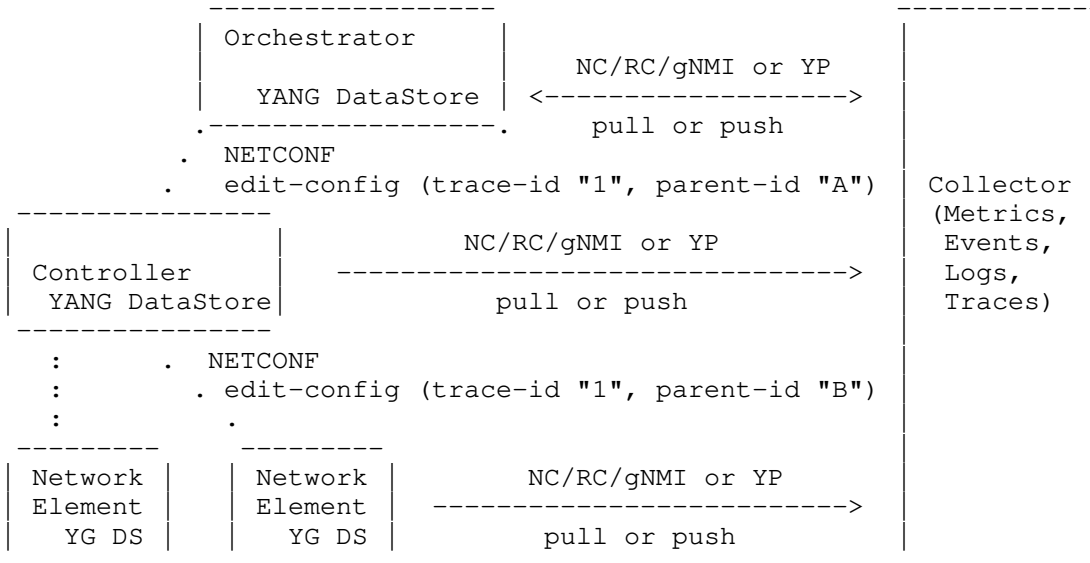 Orchestrator
NC/RC/gNMI or YP
YANG DataStore <------------------->
pull or push
. NETCONF
. edit-config (trace-id "1", parent-id "A") Collector
(Metrics,
NC/RC/gNMI or YP Events,
Controller --------------------------------> Logs,
YANG DataStore pull or push Traces)
: . NETCONF
: . edit-config (trace-id "1", parent-id "B")
: .
Network Network NC/RC/gNMI or YP
Element Element -------------------------->
YG DS YG DS pull or push